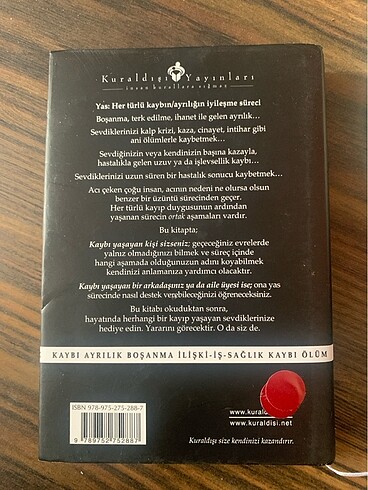 Kuraldışı Yayınları
insan kurallara sığmaz
Yas: Her türlü kaybın/ayrılığın iyileşme süreci
Boşanma, terk edilme, ihanet ile gelen ayrılık...
Sevdiklerinizi kalp krizi, kaza, cinayet, intihar gibi
ani ölümlerle kaybetmek...
Sevdiğinizin veya kendinizin başına kazayla,
hastalıkla gelen uzuv ya da işlevsellik kaybı...
Sevdiklerinizi uzun süren bir hastalık sonucu kaybetmek...
Acı çeken çoğu insan, acının nedeni ne olursa olsun
benzer bir üzüntü sürecinden geçer.
Her türlü kayıp duygusunun ardından
yaşanan sürecin ortak aşamaları vardır.
Bu kitapta;
Kaybı yaşayan kişi sizseniz; geçeceğiniz evrelerde
yalnız olmadığınızı bilmek ve süreç içinde
hangi aşamada olduğunuzun adını koyabilmek
kendinizi anlamanıza yardımcı olacaktır.
Kaybı yaşayan bir arkadaşınız ya da aile üyesi ise; ona yas
sürecinde nasıl destek verebileceğinizi öğreneceksiniz.
Bu kitabı okuduktan sonra,
hayatında herhangi bir kayıp yaşayan sevdiklerinize
hediye edin. Yararını görecektir. O da siz de.
KAYBI AYRILIK BOŞANMA İLİŞKİ-İŞ-SAĞLIK KAYBI ÖLÜM
ISBN 978-975-275-288-7
9 789752 752887
www.kuraldisi
www.kuraldisi.net
Kuraldışı size kendinizi kazandırır.